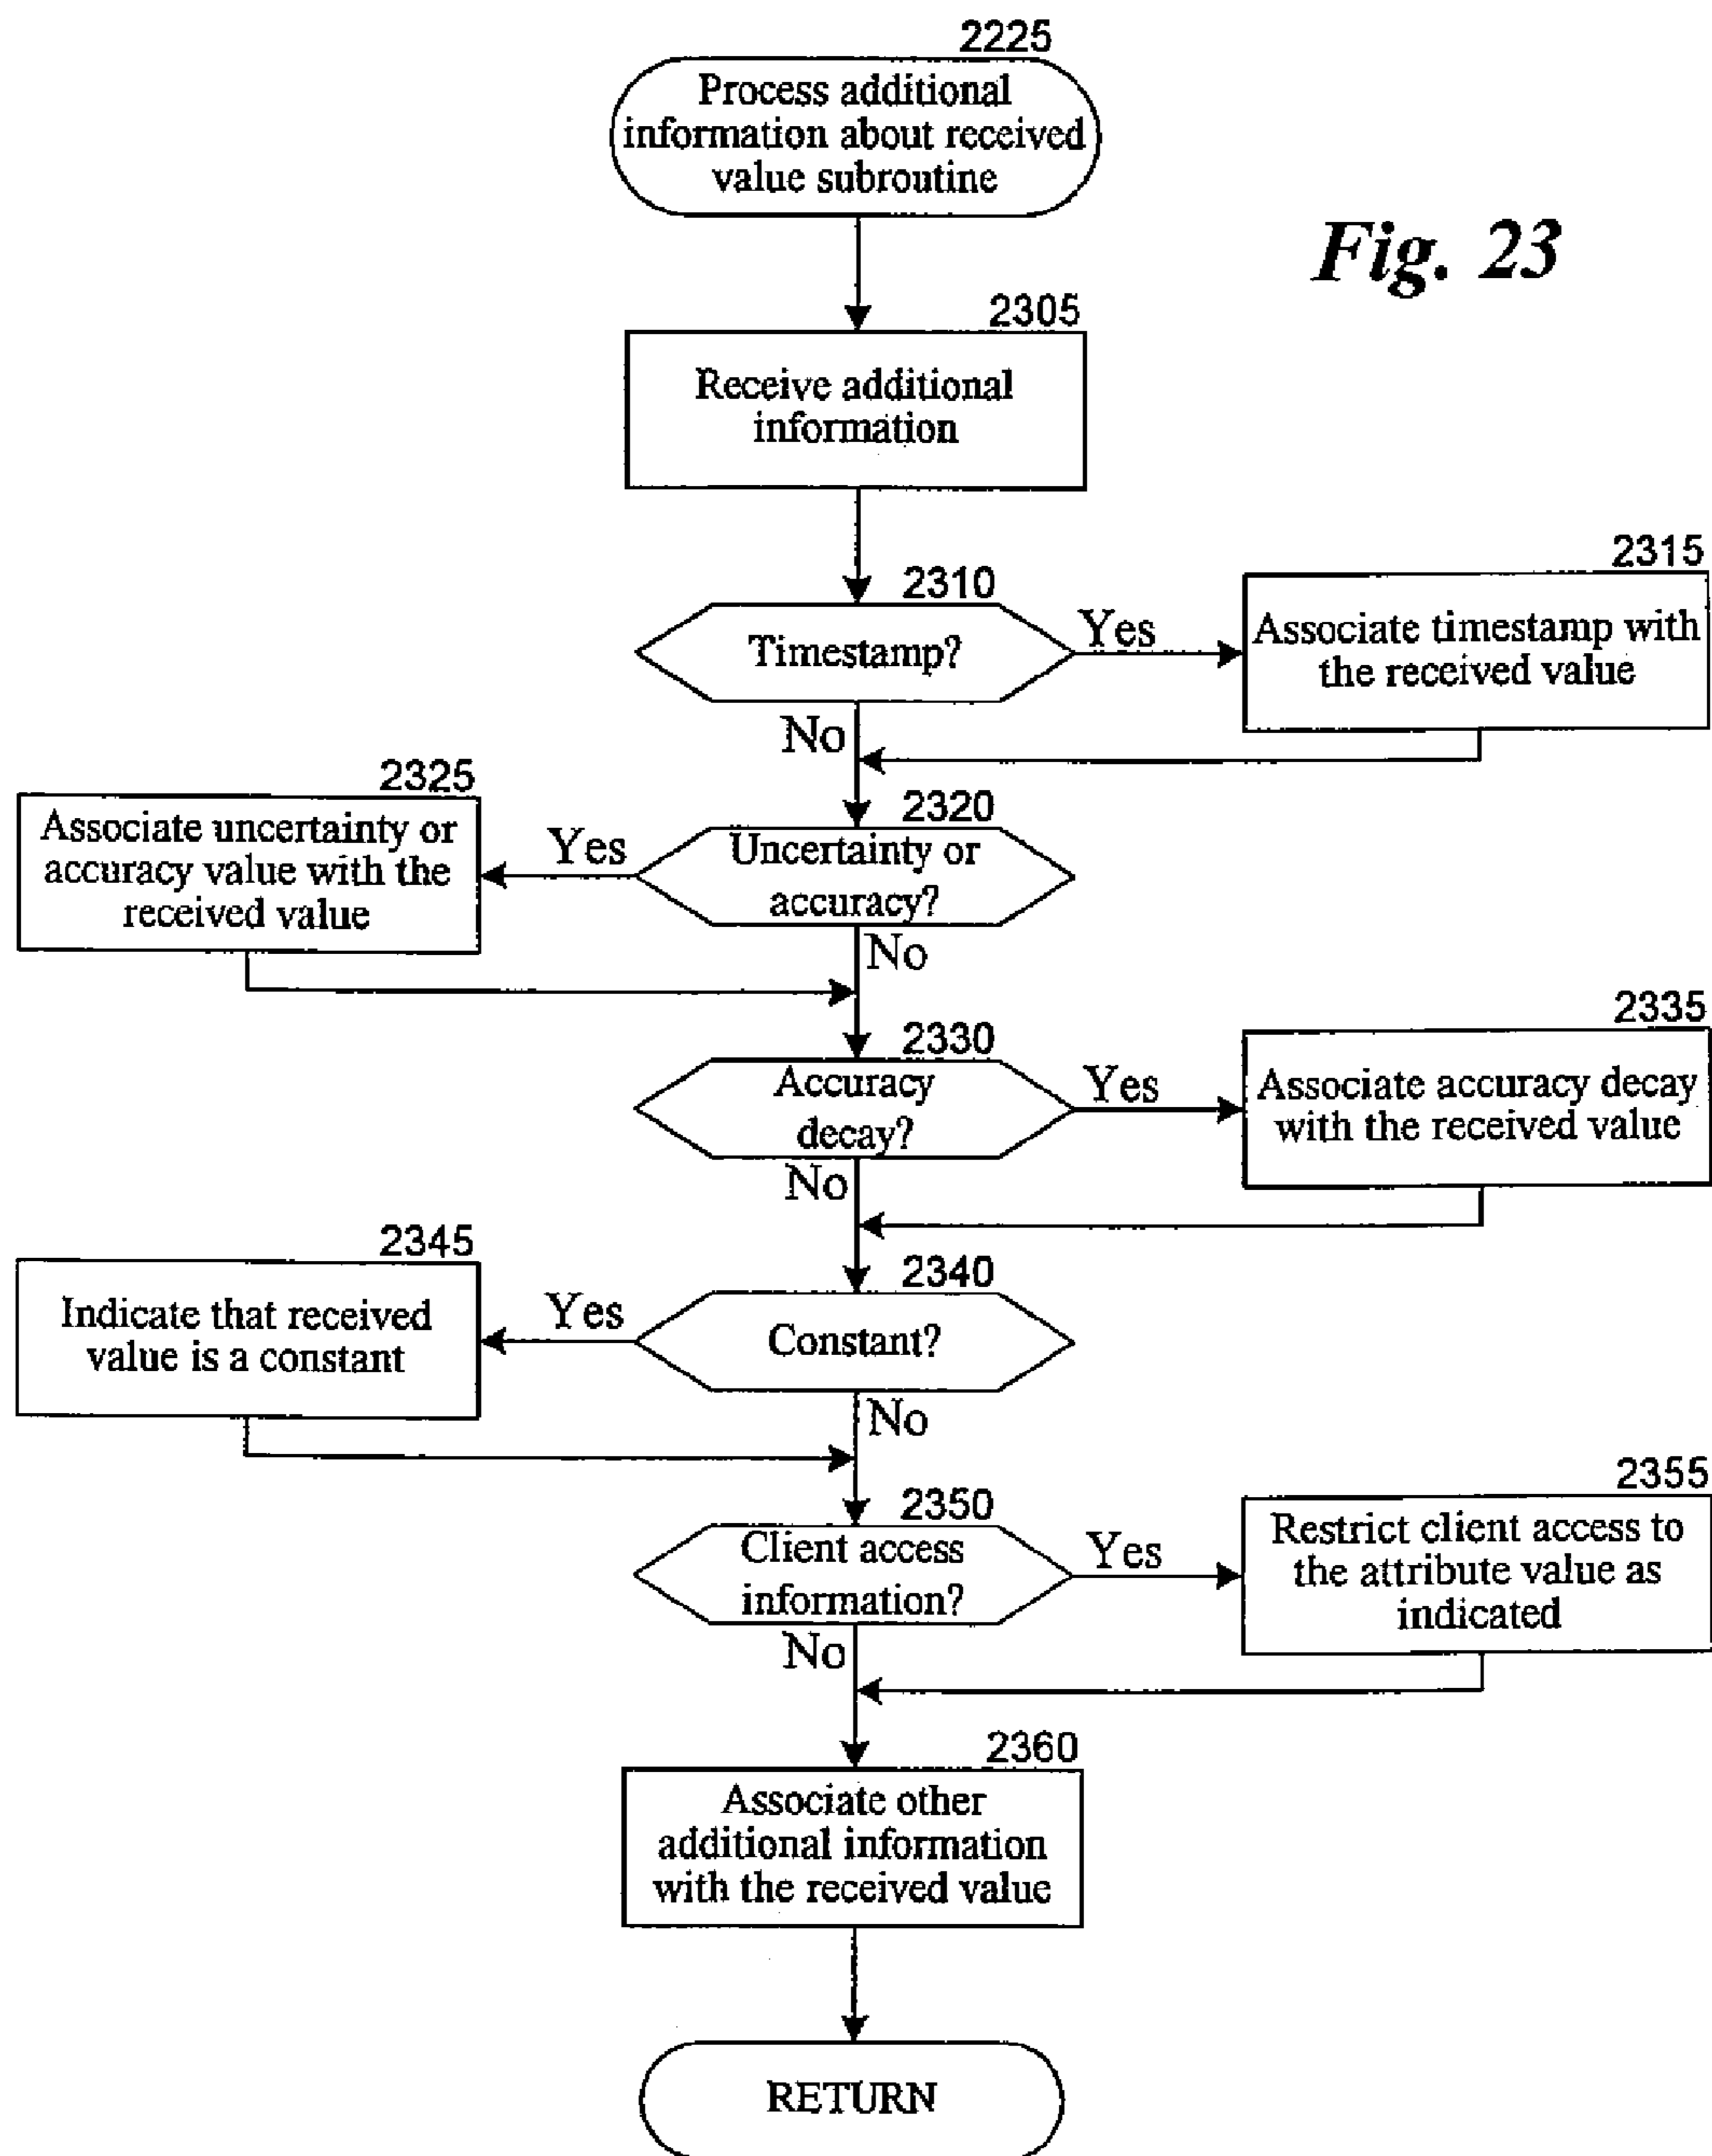 2225
Process additional
information about received
value subroutine
Fig. 23
2305
Receive additional
information
2310
Timestamp?
Yes
No
2315
Associate timestamp with
the received value
2320
Uncertainty or
accuracy?
Yes
No
2325
Associate uncertainty or
accuracy value with the
received value
2330
Accuracy
decay?
Yes
No
2335
Associate accuracy decay
with the received value
2340
Constant?
Yes
No
2345
Indicate that received
value is a constant
2350
Client access
information?
Yes
No
2355
Restrict client access to
the attribute value as
indicated
2360
Associate other
additional information
with the received value
RETURN